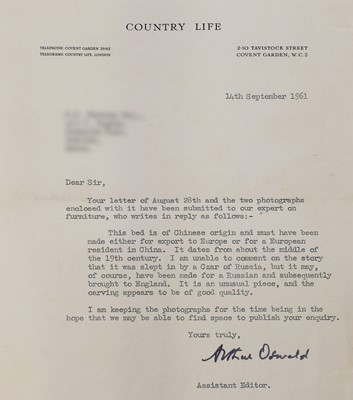 COUNTRY LIFE
TELEPHONE: COVENT GARDEN
TELEGRAMS: COUNTRY LIFE, LONDON
2-10 TAVISTOCK STREET
COVENT GARDEN, W.C.2
14th September 1961
Dear Sir,
Your letter of August 28th and the two photographs
enclosed with it have been submitted to our expert on
furniture, who writes in reply as follows:-
This bed is of Chinese origin and must have been
made either for export to Europe or for a European
resident in China. It dates from about the middle of
the 19th century. I am unable to comment on the story
that it was slept in by a Czar of Russia, but it may,
of course, have been made for a Russian and subsequently
brought to England. It is an unusual piece, and the
carving appears to be of good quality.
I am keeping the photographs for the time being in the
hope that we may be able to find space to publish your enquiry.
Yours truly,
Arthur Oswald
Assistant Editor.